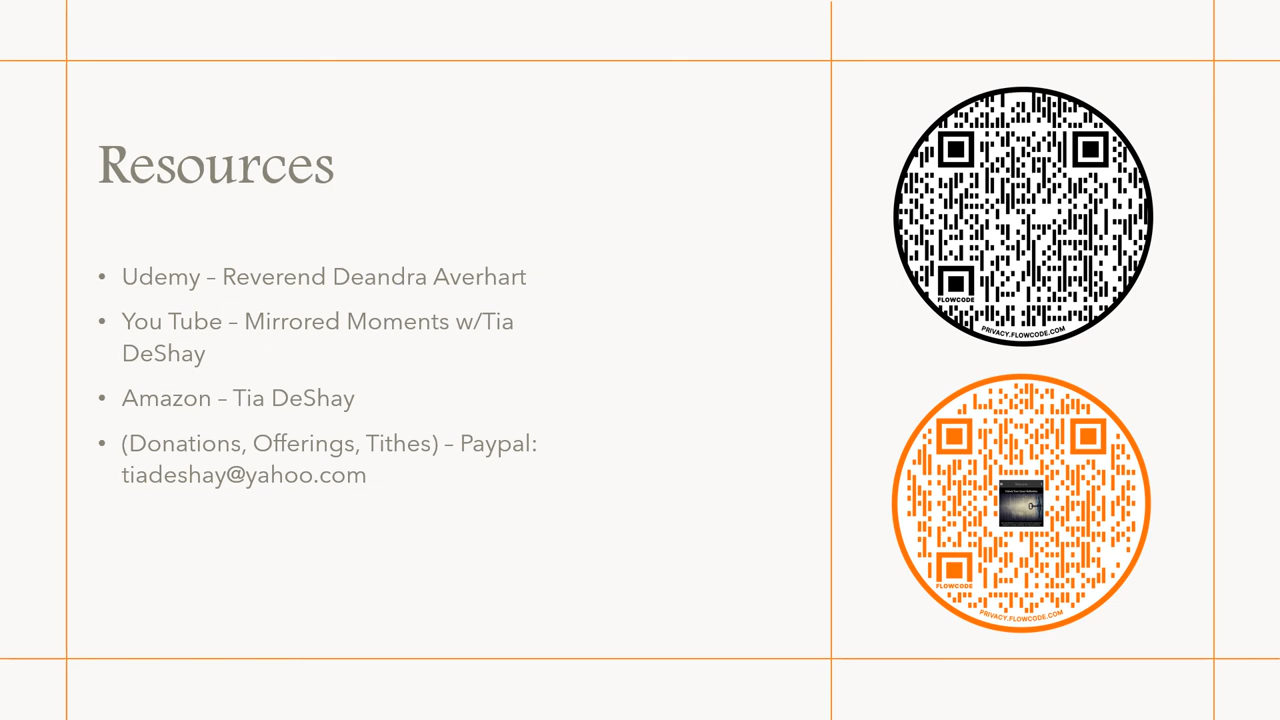 Resources
• Udemy – Reverend Deandra Averhart
• You Tube – Mirrored Moments w/Tia
DeShay
• Amazon – Tia DeShay
• (Donations, Offerings, Tithes) – Paypal:
tiadeshay@yahoo.com
FLOWCODE
PRIVACY.FLOWCODE.COM
FLOWCODE
PRIVACY.FLOWCODE.COM